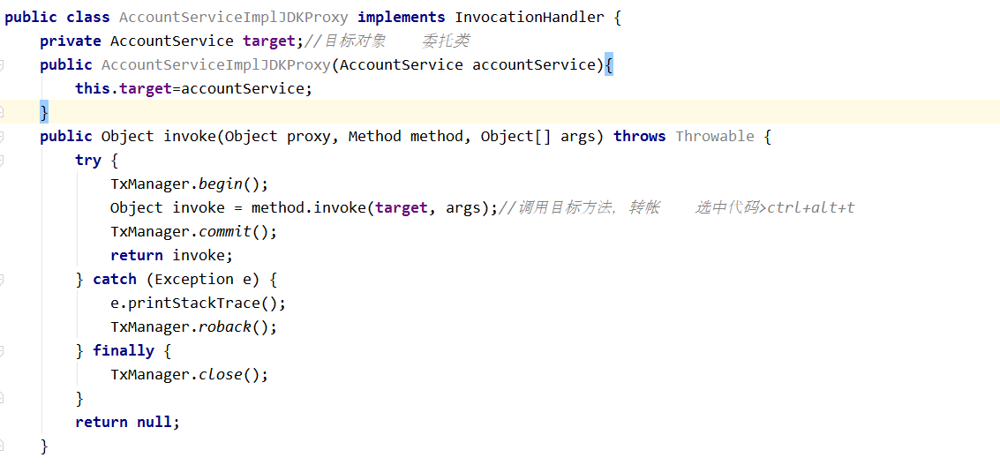 public class AccountServiceImplJDKProxy implements InvocationHandler {
private AccountService target;//目标对象 委托类
public AccountServiceImplJDKProxy(AccountService accountService){
this.target=accountService;
}
public Object invoke(Object proxy, Method method, Object[] args) throws Throwable {
try {
TxManager.begin();
Object invoke = method.invoke(target, args);//调用目标方法, 转帐 选中代码>ctrl+alt+t
TxManager.commit();
return invoke;
} catch (Exception e) {
e.printStackTrace();
TxManager.roback();
} finally {
TxManager.close();
}
return null;
}